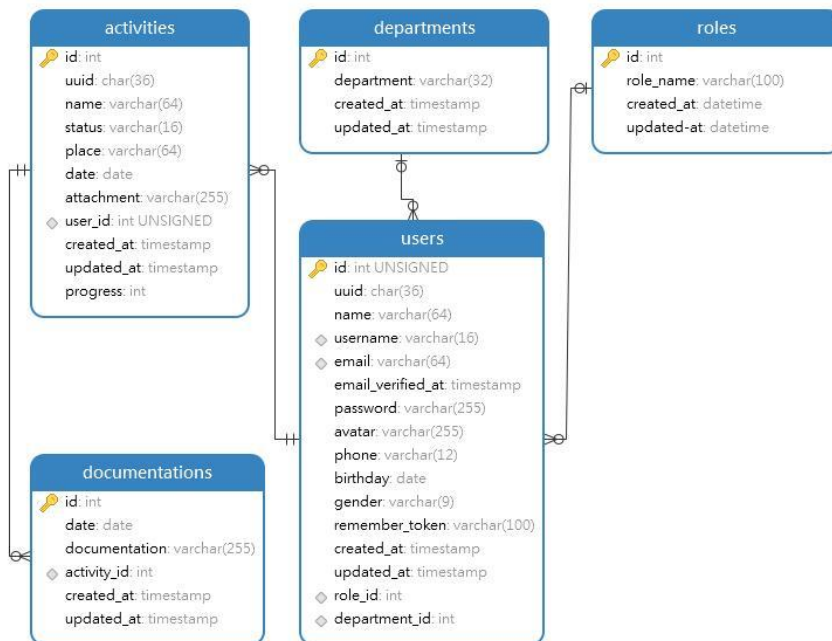 activities
id: int
uuid: char(36)
name: varchar(64)
status: varchar(16)
place: varchar(64)
date: date
attachment: varchar(255)
user_id: int UNSIGNED
created_at: timestamp
updated_at: timestamp
progress: int
departments
id: int
department: varchar(32)
created_at: timestamp
updated_at: timestamp
roles
id: int
role_name: varchar(100)
created_at: datetime
updated-at: datetime
users
id: int UNSIGNED
uuid: char(36)
name: varchar(64)
username: varchar(16)
email: varchar(64)
email_verified_at: timestamp
password: varchar(255)
avatar: varchar(255)
phone: varchar(12)
birthday: date
gender: varchar(9)
remember_token: varchar(100)
created_at: timestamp
updated_at: timestamp
role_id: int
department_id: int
documentations
id: int
date: date
documentation: varchar(255)
activity_id: int
created_at: timestamp
updated_at: timestamp